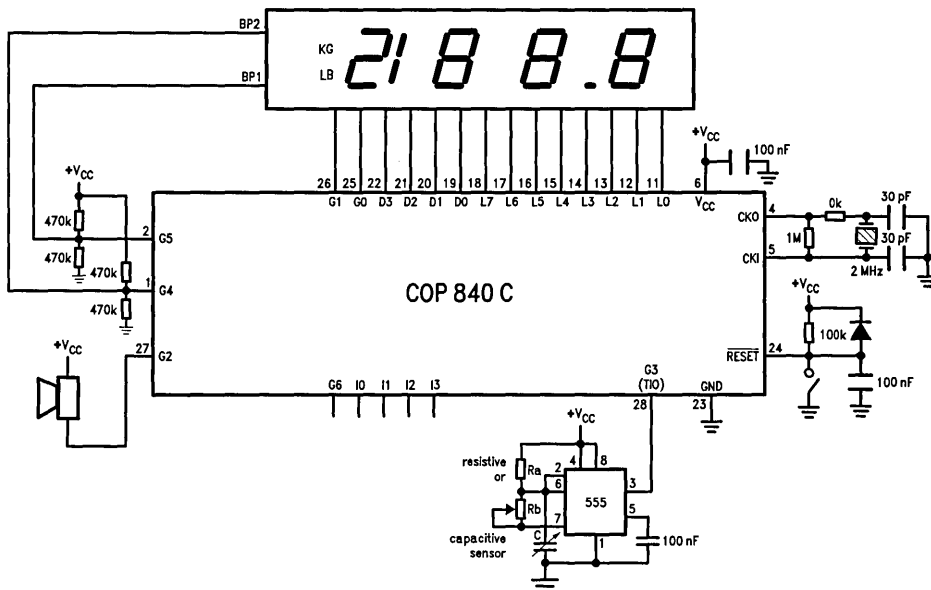 BP2
KG
LB
21 8 8.8
BP1
+VCC
100 nF
26 25 22 21 20 19 18 17 16 15 14 13 12 11 6
G1 G0 D3 D2 D1 D0 L7 L6 L5 L4 L3 L2 L1 L0 VCC
+VCC
470k
470k
2 G5
470k
1 G4
470k
COP 840 C
CKO 4
0k
30 pF
1M
30 pF
CKI 5
2 MHz
+VCC
100k
RESET 24
100 nF
27 G2
+VCC
G6 I0 I1 I2 I3
G3
(TIO)
28
GND
23
+VCC
resistive
or
Ra
Rb
capacitive
sensor
C
4 8
2
6
7
555
3
5
1
100 nF